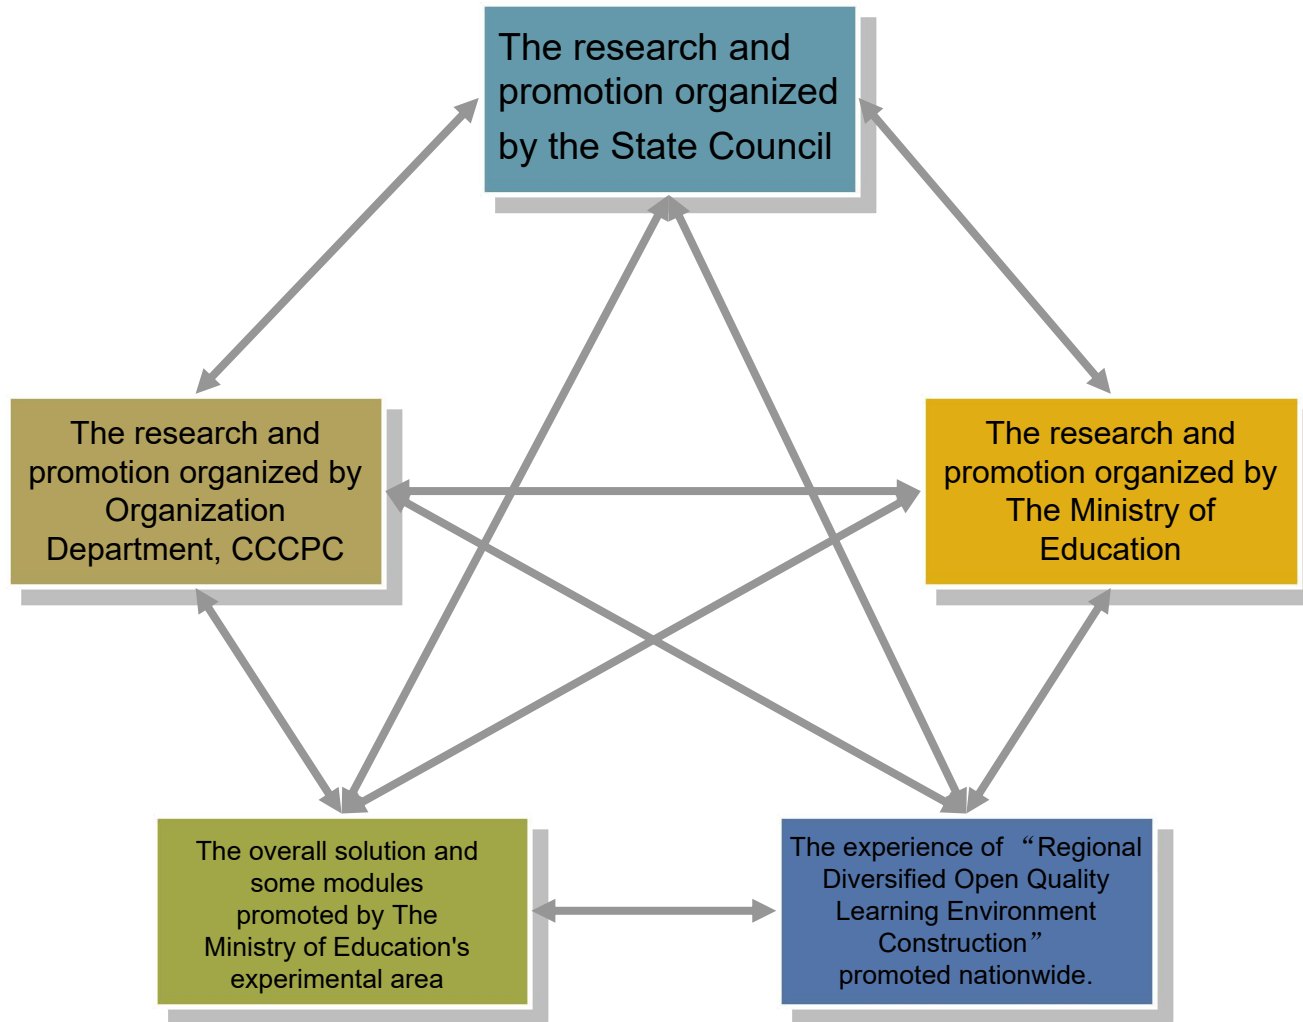 The research and
promotion organized
by the State Council
The research and
promotion organized by
Organization
Department, CCCPC
The research and
promotion organized by
The Ministry of
Education
The overall solution and
some modules
promoted by The
Ministry of Education's
experimental area
The experience of “Regional
Diversified Open Quality
Learning Environment
Construction”
promoted nationwide.